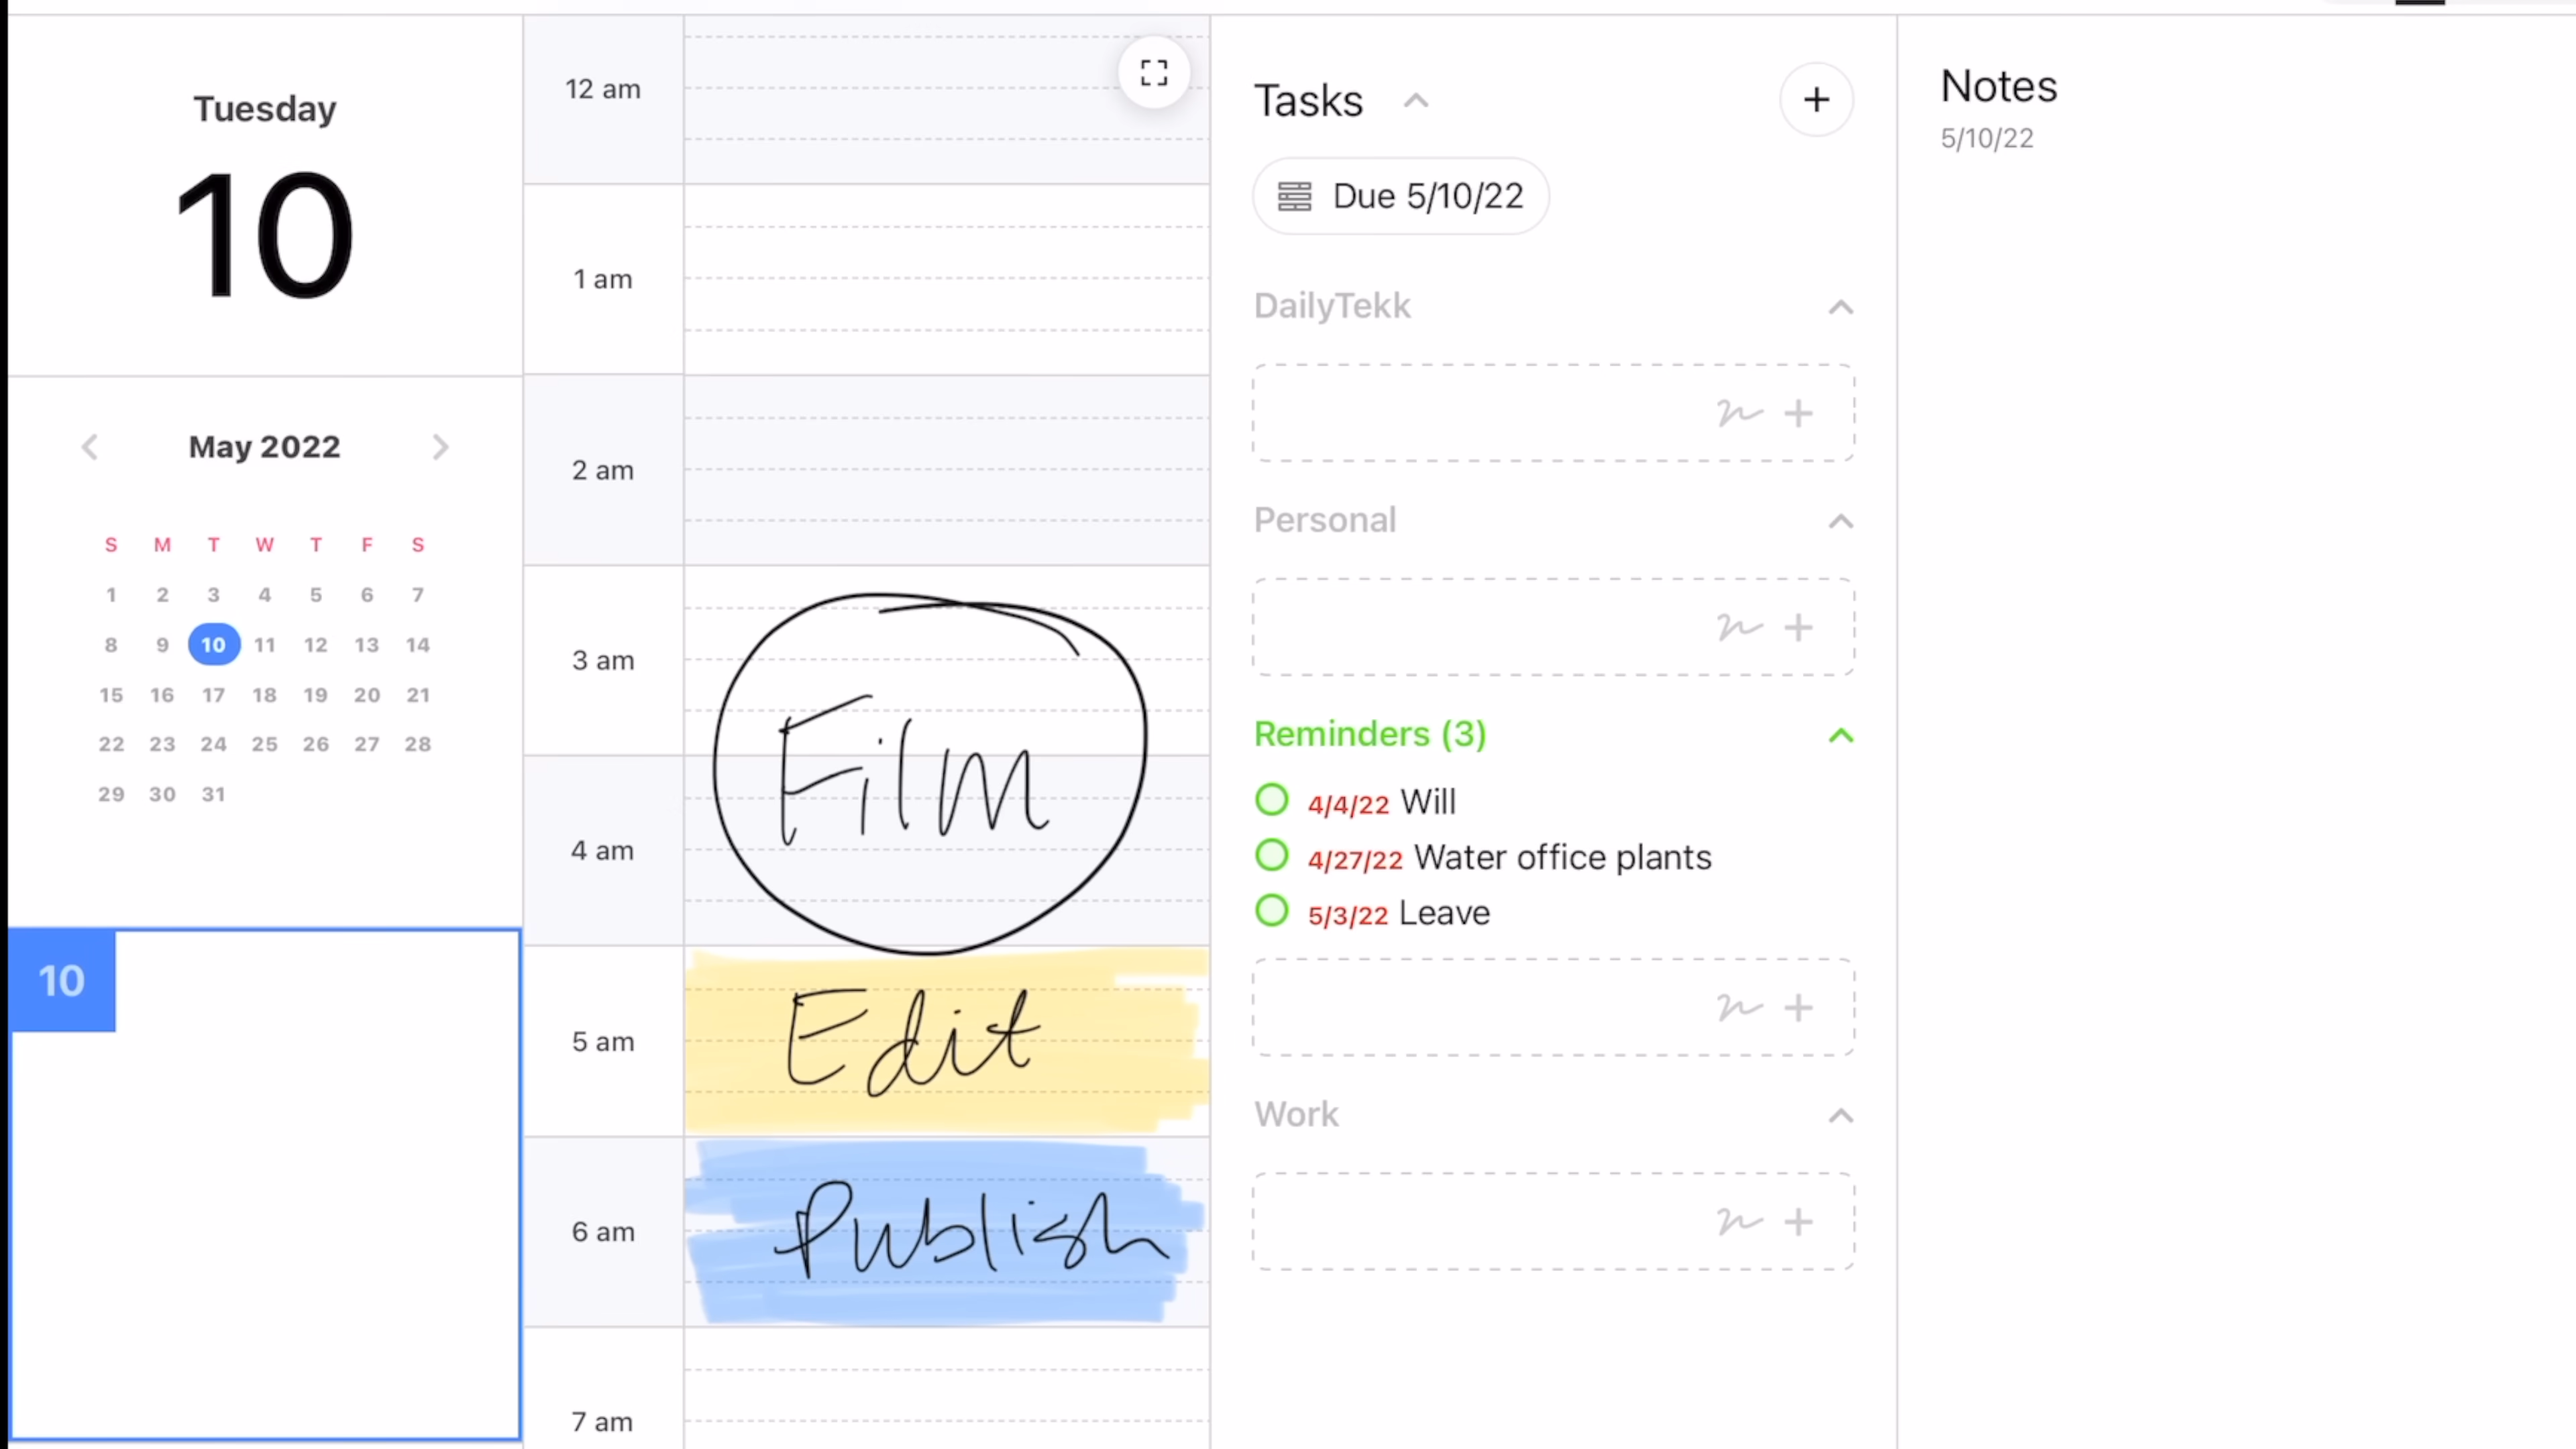 Tuesday
10
May 2022
S M T W T F S
1 2 3 4 5 6 7
8 9 10 11 12 13 14
15 16 17 18 19 20 21
22 23 24 25 26 27 28
29 30 31
10
12 am
1 am
2 am
3 am
4 am
5 am
6 am
7 am
Film
Edit
Publish
Tasks
Due 5/10/22
DailyTekk
Personal
Reminders (3)
4/4/22 Will
4/27/22 Water office plants
5/3/22 Leave
Work
Notes
5/10/22